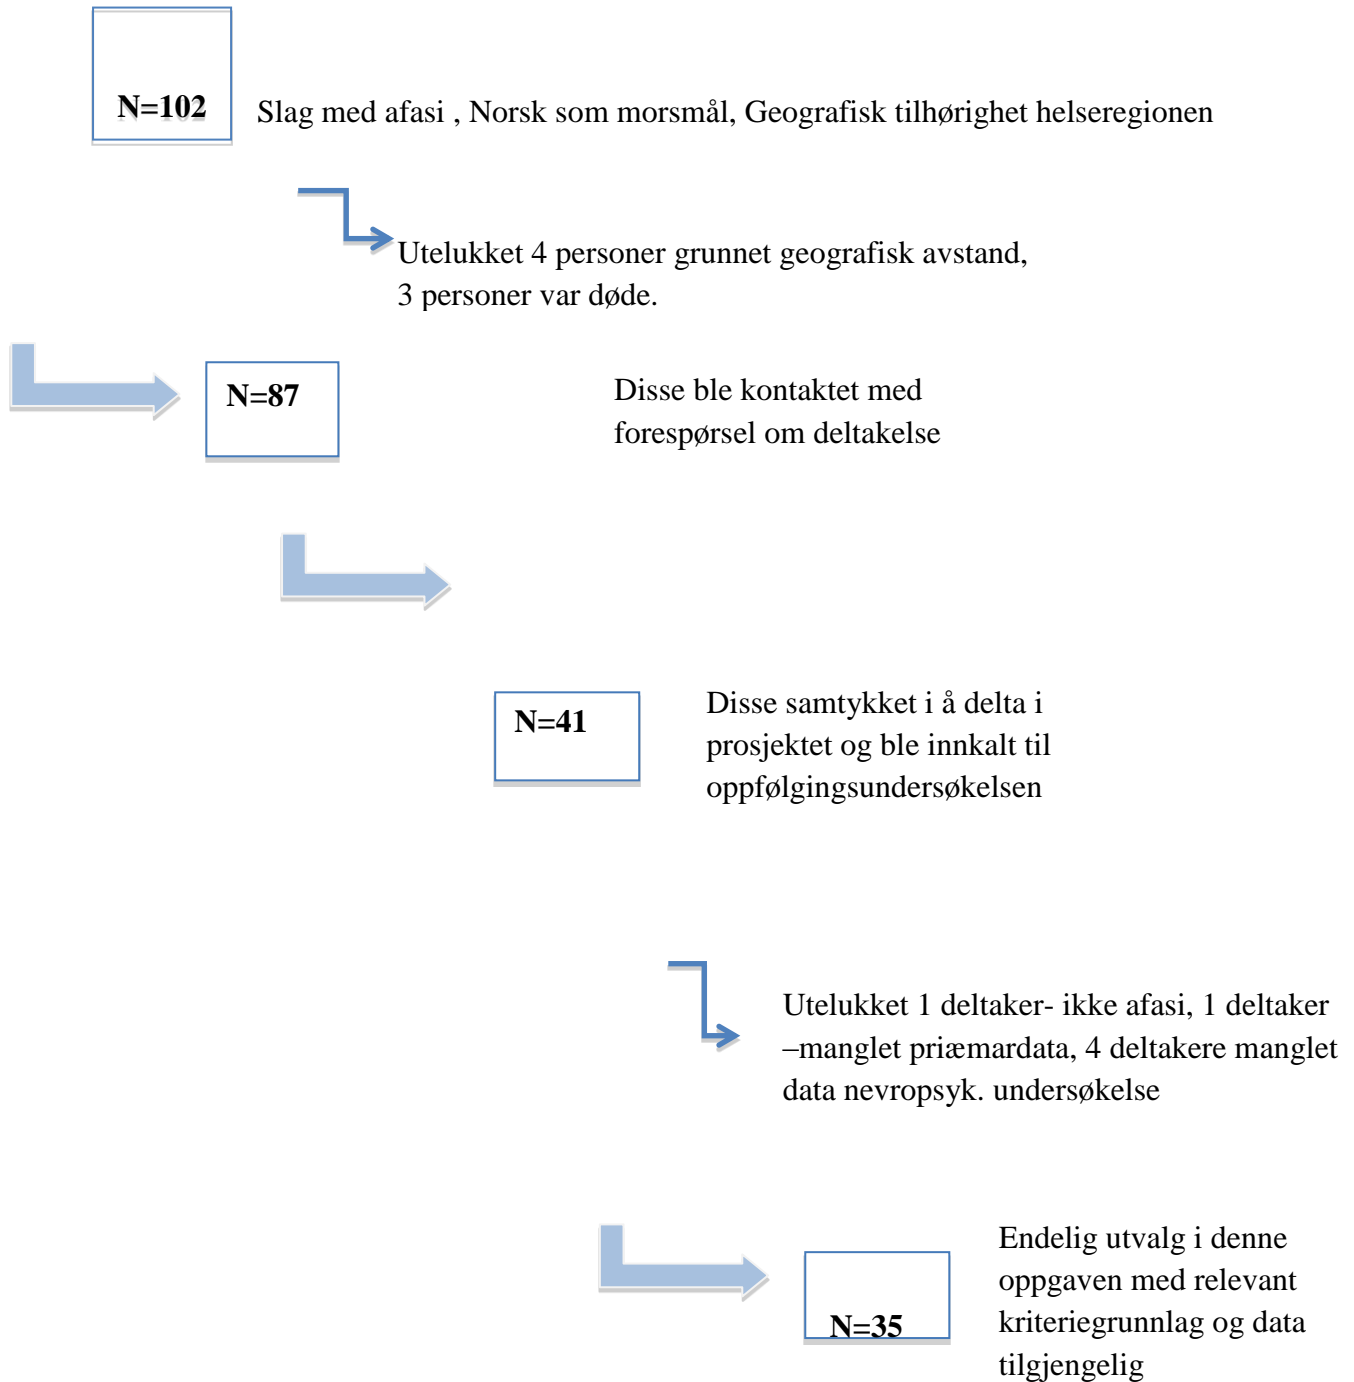 N=102
Slag med afasi , Norsk som morsmål, Geografisk tilhørighet helseregionen
Utelukket 4 personer grunnet geografisk avstand,
3 personer var døde.
N=87
Disse ble kontaktet med
forespørsel om deltakelse
N=41
Disse samtykket i å delta i
prosjektet og ble innkalt til
oppfølgingsundersøkelsen
Utelukket 1 deltaker- ikke afasi, 1 deltaker
–manglet priæmardata, 4 deltakere manglet
data nevropsyk. undersøkelse
N=35
Endelig utvalg i denne
oppgaven med relevant
kriteriegrunnlag og data
tilgjengelig